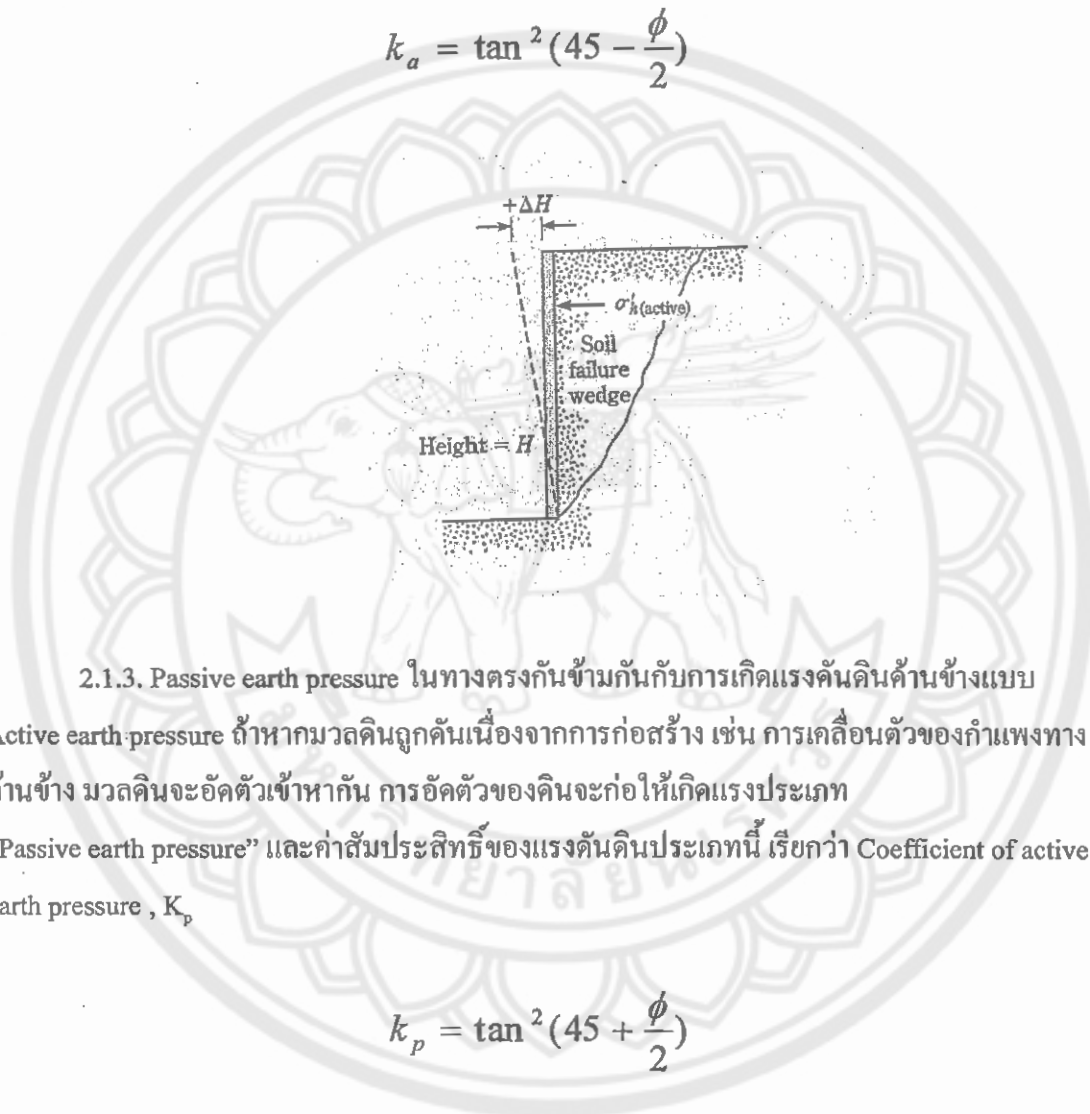 k_a = tan ² (45 − ϕ/2)
+ΔH
σ'h(active)
Soil
failure
wedge
Height = H
2.1.3. Passive earth pressure ในทางตรงกันข้ามกันกับการเกิดแรงดันดินด้านข้างแบบ
Active earth pressure ถ้าหากมวลดินถูกดันเนื่องจากการก่อสร้าง เช่น การเคลื่อนตัวของกำแพงทาง
ด้านข้าง มวลดินจะอัดตัวเข้าหากัน การอัดตัวของดินจะก่อให้เกิดแรงประเภท
"Passive earth pressure” และค่าสัมประสิทธิ์ของแรงดันดินประเภทนี้ เรียกว่า Coefficient of active
earth pressure , Kp
k_p = tan ² (45 + ϕ/2)